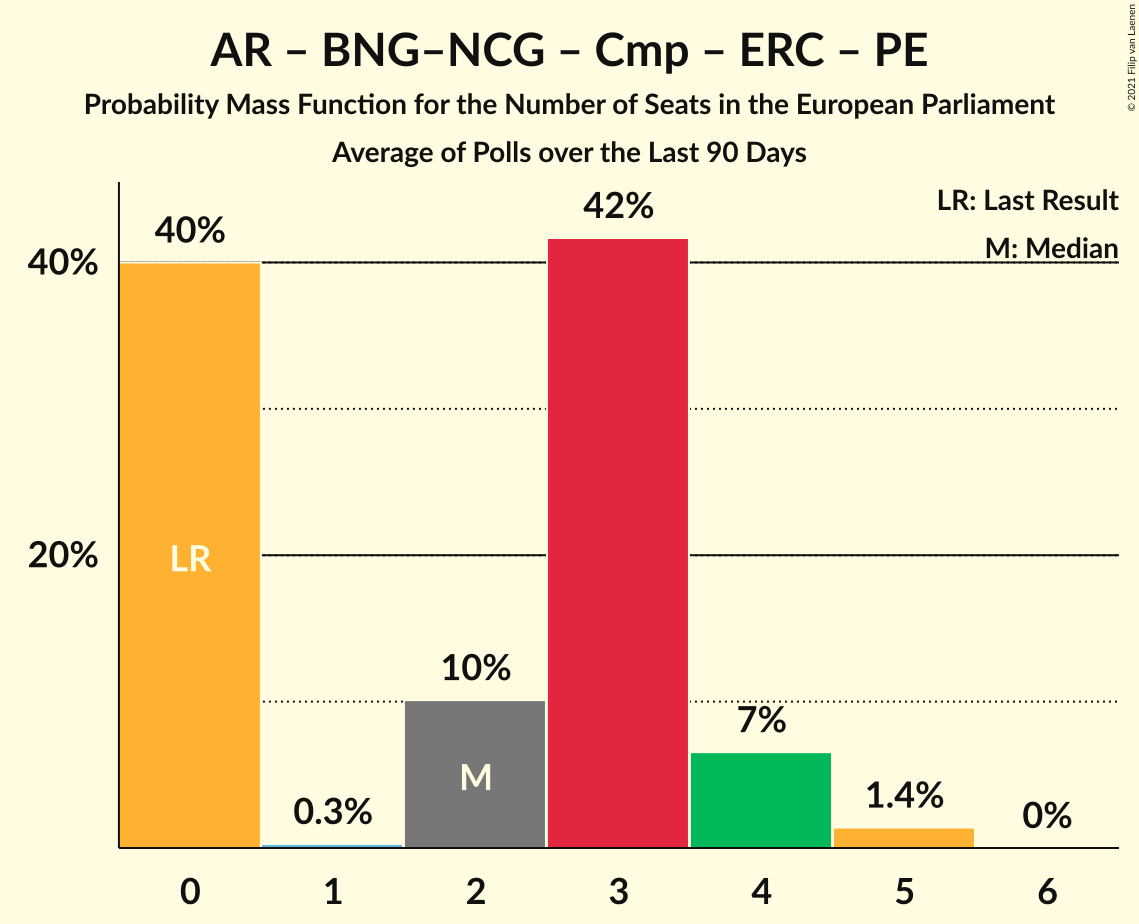 AR – BNG–NCG – Cmp – ERC – PE
Probability Mass Function for the Number of Seats in the European Parliament
Average of Polls over the Last 90 Days
© 2021 Filip van Laenen
LR: Last Result
M: Median
40%
20%
40%
0.3%
10%
42%
7%
1.4%
0%
LR
M
0
1
2
3
4
5
6